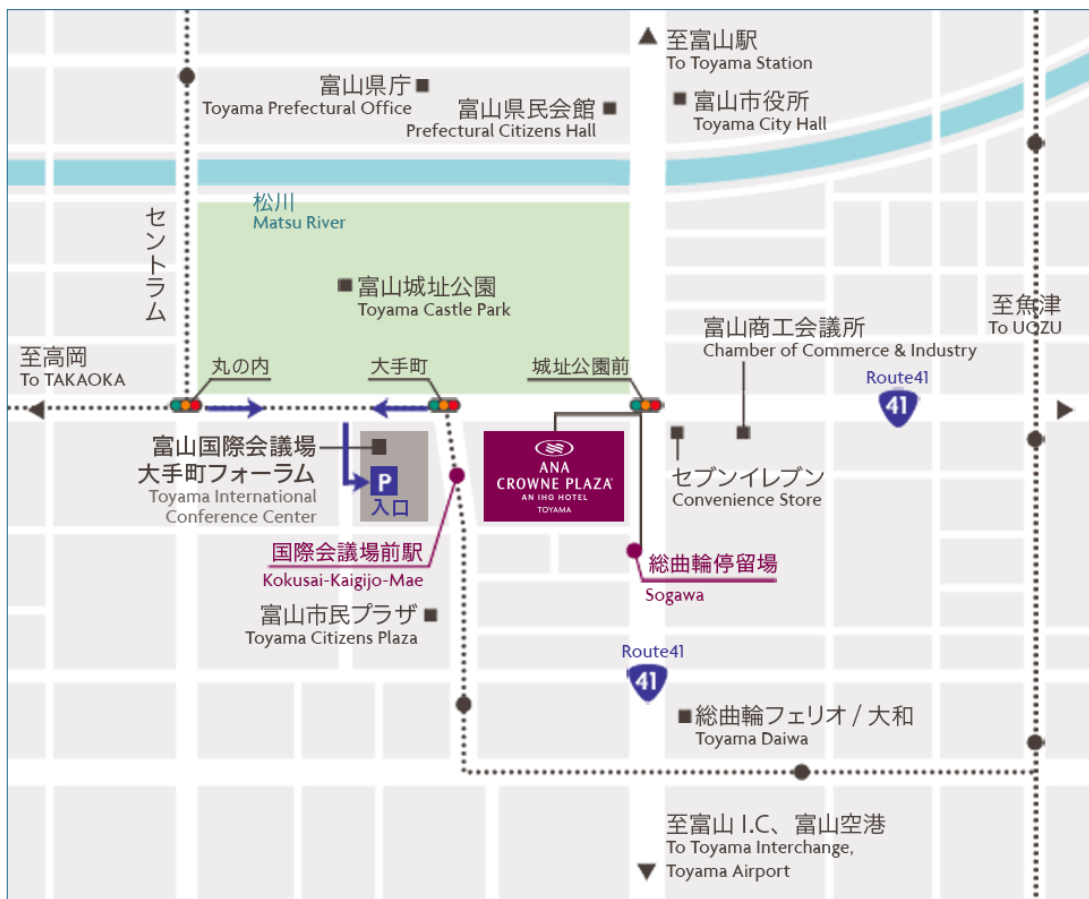 至富山駅
To Toyama Station
富山県庁
Toyama Prefectural Office
富山県民会館
Prefectural Citizens Hall
富山市役所
Toyama City Hall
松川
Matsu River
セントラム
富山城址公園
Toyama Castle Park
至魚津
To UOZU
富山商工会議所
Chamber of Commerce & Industry
至高岡
To TAKAOKA
丸の内
大手町
城址公園前
Route41
41
富山国際会議場
大手町フォーラム
Toyama International
Conference Center
P
入口
ANA
CROWNE PLAZA
AN IHG HOTEL
TOYAMA
セブンイレブン
Convenience Store
国際会議場前駅
Kokusai-Kaigijo-Mae
総曲輪停留場
Sogawa
富山市民プラザ
Toyama Citizens Plaza
Route41
41
総曲輪フェリオ / 大和
Toyama Daiwa
至富山 I.C、富山空港
To Toyama Interchange,
Toyama Airport